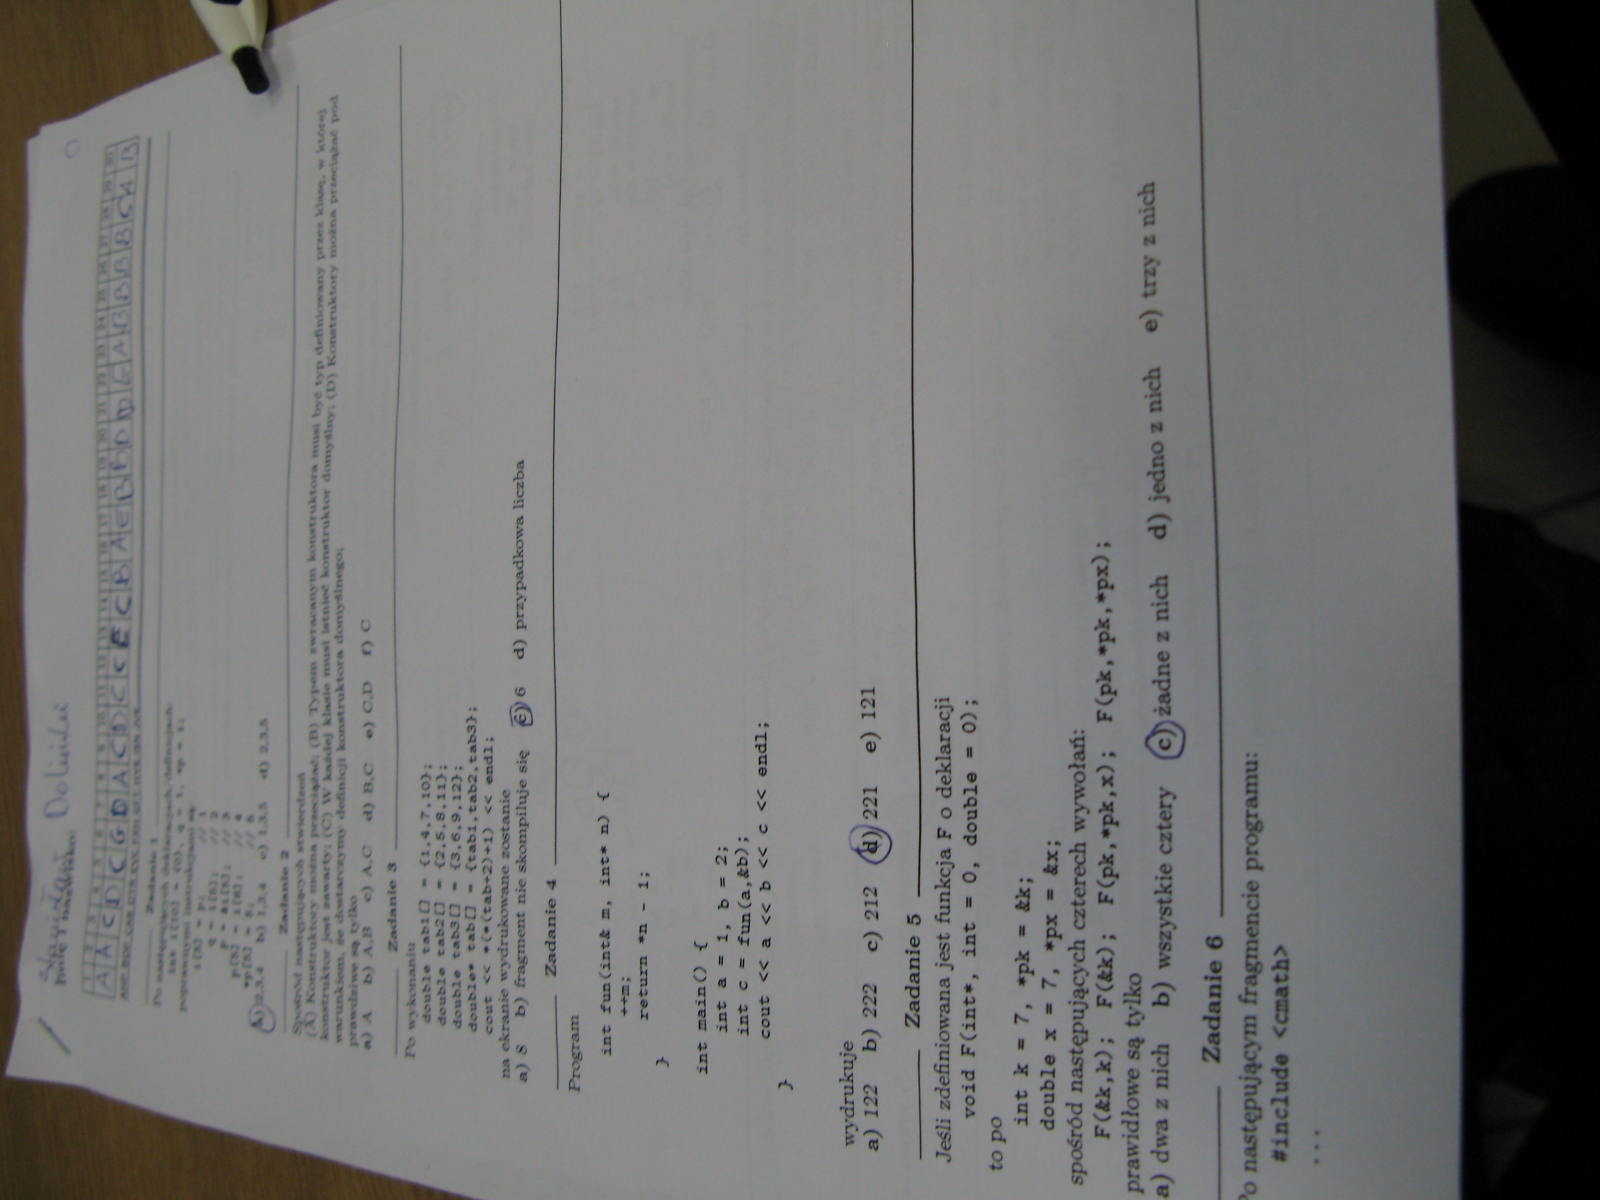 Stanisław Doliński
Imię i nazwisko:
1 2 3 4 5 6 7 8 9 10 11 12 13 14 15 16 17 18 19 20 21 22 23 24 25 26 27 28 29 30
A A C D C G D A C D C C E C B A E B B D D E A B B B B C A B
Zadanie 1
Po następujących deklaracjach/definicjach:
int i[10] = {0}, q = 1, *p = i;
poprawnymi instrukcjami są:
i[5] = p; // 1
q = i[5]; // 2
p = &i[5]; // 3
p[5] = i[6]; // 4
*p[5] = 5; // 5
a) 2,3,4 b) 1,3,4 c) 1,3,5 d) 2,3,5
Zadanie 2
Spośród następujących stwierdzeń
(A) Konstruktory można przeciążać; (B) Typem zwracanym konstruktora musi być typ definiowany przez klasę, w której
konstruktor jest zawarty; (C) W każdej klasie musi istnieć konstruktor domyślny; (D) Konstruktory można przeciążać pod
warunkiem, że dostarczymy definicji konstruktora domyślnego;
prawdziwe są tylko
a) A b) A,B c) A,C d) B,C e) C,D f) C
Zadanie 3
Po wykonaniu
double tab1[] = {1,4,7,10};
double tab2[] = {2,5,8,11};
double tab3[] = {3,6,9,12};
double* tab[] = {tab1,tab2,tab3};
cout << *(*(tab+2)+1) << endl;
na ekranie wydrukowane zostanie
a) 8 b) fragment nie skompiluje się c) 6 d) przypadkowa liczba
Zadanie 4
Program
int fun(int& m, int* n) {
++m;
return *n - 1;
}
int main() {
int a = 1, b = 2;
int c = fun(a,&b);
cout << a << b << c << endl;
}
wydrukuje
a) 122 b) 222 c) 212 d) 221 e) 121
Zadanie 5
Jeśli zdefiniowana jest funkcja F o deklaracji
void F(int*, int = 0, double = 0);
to po
int k = 7, *pk = &k;
double x = 7, *px = &x;
spośród następujących czterech wywołań:
F(&k,k); F(&k); F(pk,*pk,x); F(pk,*pk,*px);
prawidłowe są tylko
a) dwa z nich b) wszystkie cztery c) żadne z nich d) jedno z nich e) trzy z nich
Zadanie 6
Po następującym fragmencie programu:
#include <cmath>
...